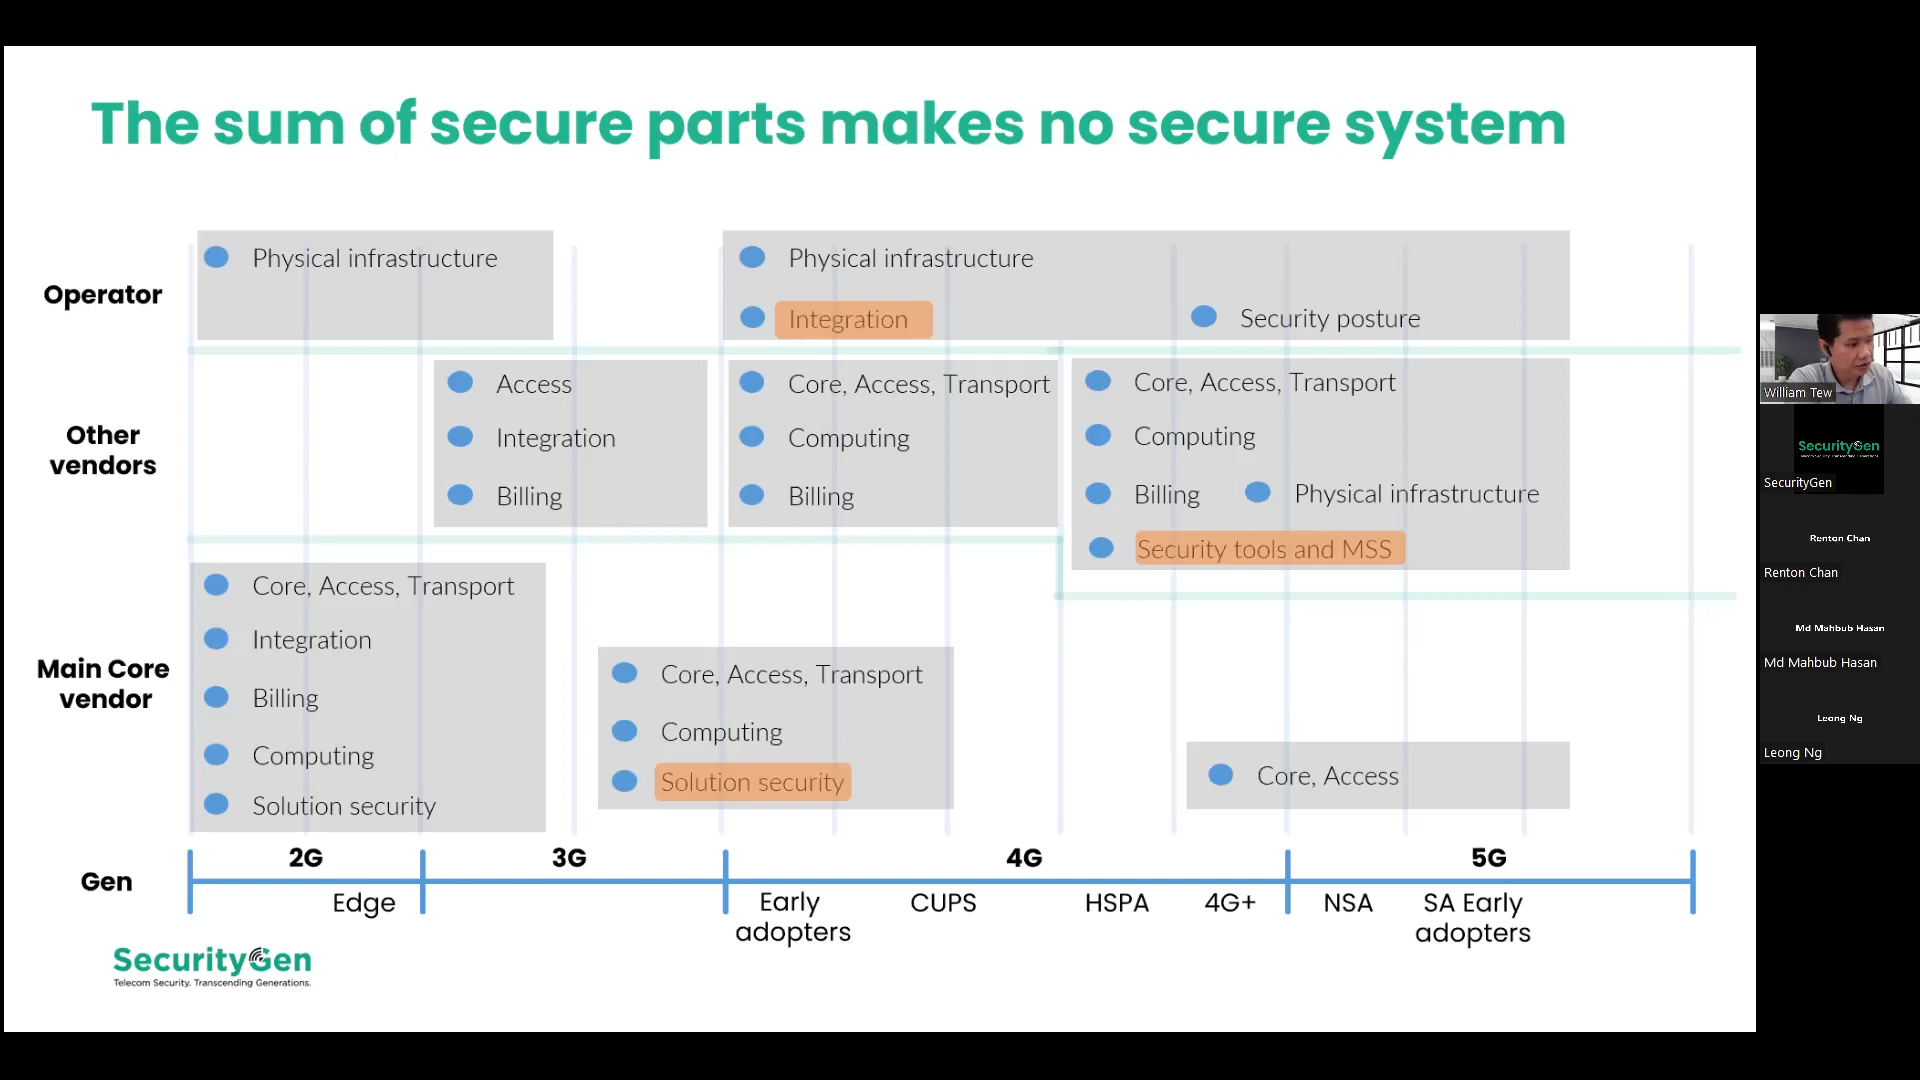 The sum of secure parts makes no secure system
Operator
Physical infrastructure
Physical infrastructure
Integration
Security posture
Other
vendors
Access
Integration
Billing
Core, Access, Transport
Computing
Billing
Core, Access, Transport
Computing
Billing
Physical infrastructure
Security tools and MSS
Main Core
vendor
Core, Access, Transport
Integration
Billing
Computing
Solution security
Core, Access, Transport
Computing
Solution security
Core, Access
Gen
2G
3G
4G
5G
Edge
Early
adopters
CUPS
HSPA
4G+
NSA
SA Early
adopters
SecurityGen
Telecom Security. Transcending Generations.
William Tew
SecurityGen
Telecom Security. Transcending Generations.
SecurityGen
Renton Chan
Renton Chan
Md Mahbub Hasan
Md Mahbub Hasan
Leong Ng
Leong Ng